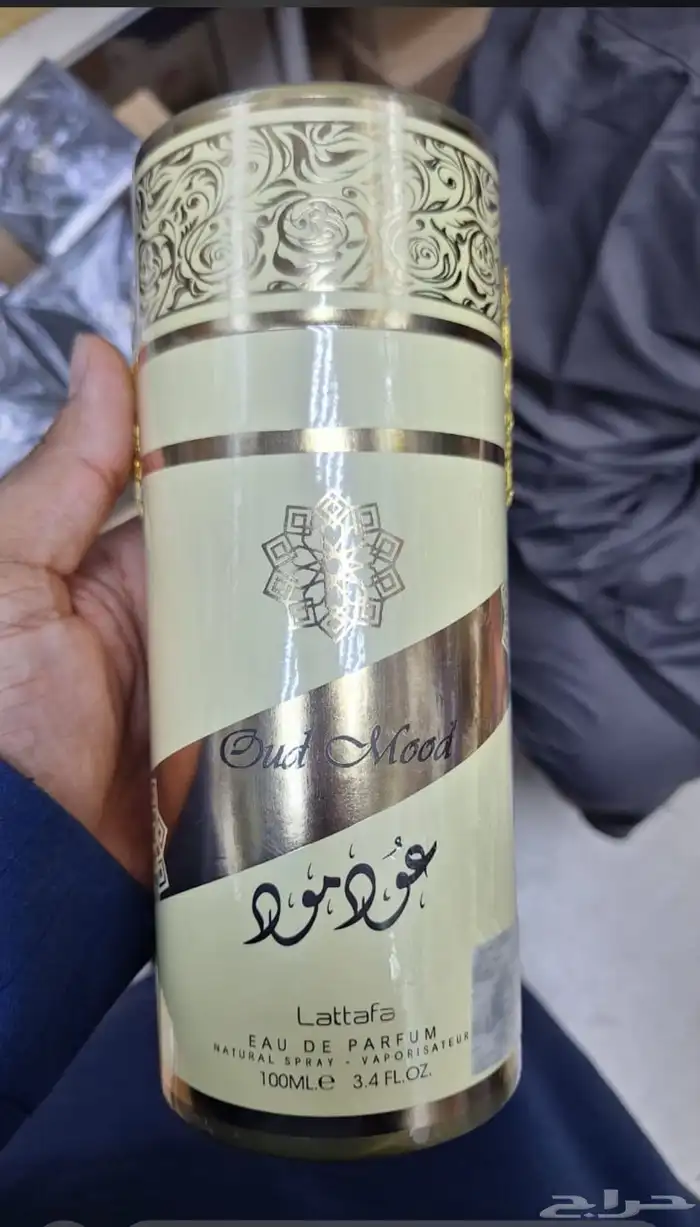 Oud Mood
عود مود
Lattafa
EAU DE PARFUM
NATURAL SPRAY - VAPORISATEUR
100ML.e 3.4 FL.OZ.
حراج